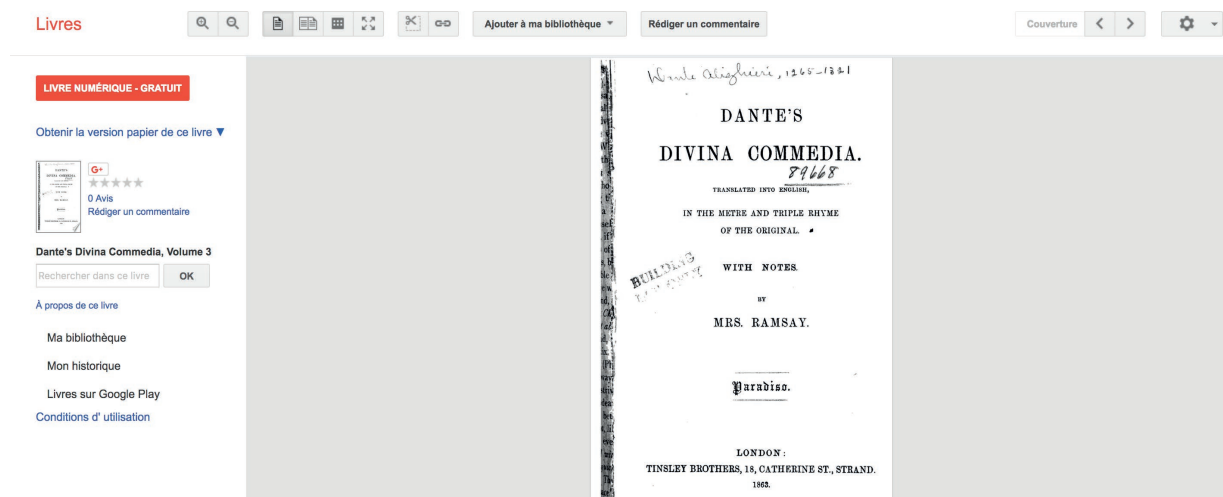 Livres
Ajouter à ma bibliothèque
Rédiger un commentaire
Couverture
LIVRE NUMÉRIQUE - GRATUIT
Obtenir la version papier de ce livre ▼
G+
0 Avis
Rédiger un commentaire
Dante's Divina Commedia, Volume 3
Rechercher dans ce livre
OK
À propos de ce livre
Ma bibliothèque
Mon historique
Livres sur Google Play
Conditions d' utilisation
Dante Alighieri, 1265-1321
DANTE'S
DIVINA COMMEDIA.
89668
TRANSLATED INTO ENGLISH,
IN THE METRE AND TRIPLE RHYME
OF THE ORIGINAL.
BUILDING
WITH NOTES.
BY
MRS. RAMSAY.
Paradiso.
LONDON:
TINSLEY BROTHERS, 18, CATHERINE ST., STRAND.
1863.